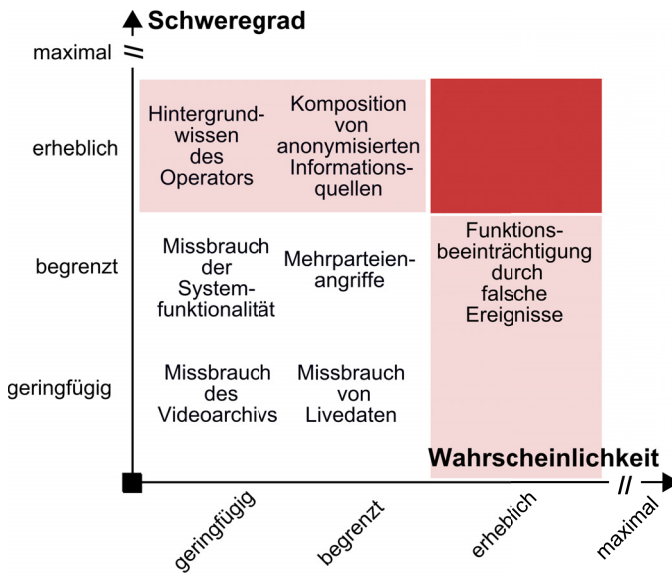 Schweregrad
maximal
erheblich
Hintergrund-
wissen
des
Operators
Komposition
von
anonymisierten
Informations-
quellen
begrenzt
Missbrauch
der
System-
funktionalität
Mehrparteien-
angriffe
Funktions-
beeinträchtigung
durch
falsche
Ereignisse
geringfügig
Missbrauch
des
Videoarchivs
Missbrauch
von
Livedaten
Wahrscheinlichkeit
geringfügig
begrenzt
erheblich
maximal